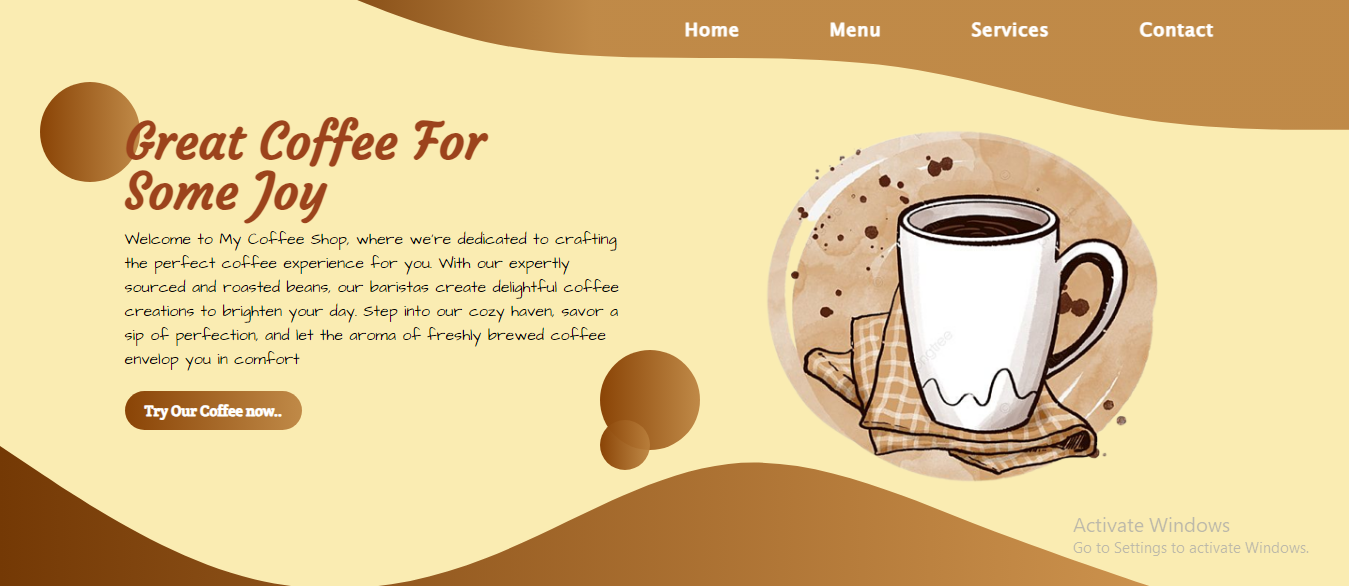 Home Menu Services Contact
Great Coffee For
Some Joy
Welcome to My Coffee Shop, where we're dedicated to crafting
the perfect coffee experience for you. With our expertly
sourced and roasted beans, our baristas create delightful coffee
creations to brighten your day. Step into our cozy haven, savor a
sip of perfection, and let the aroma of freshly brewed coffee
envelop you in comfort
Try Our Coffee now..
Activate Windows
Go to Settings to activate Windows.